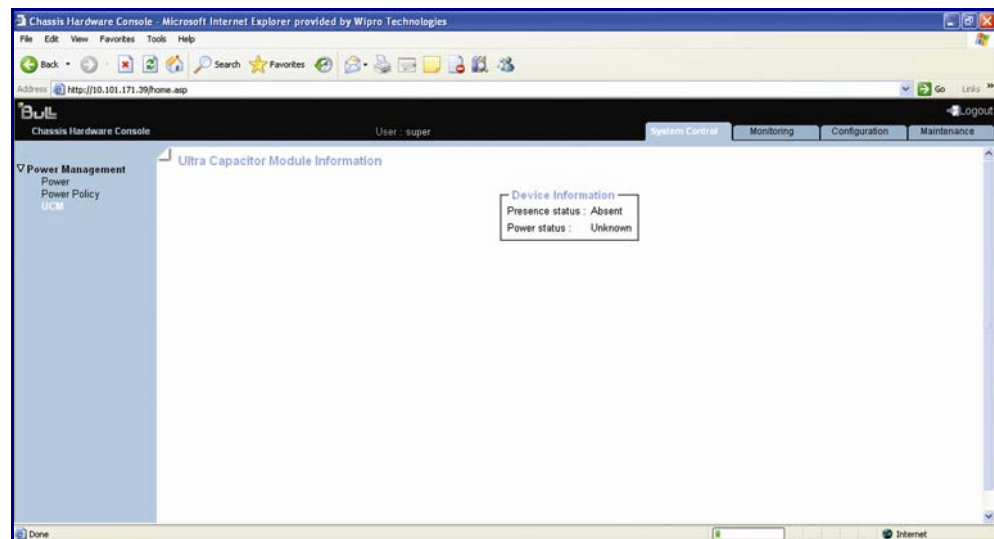 Chassis Hardware Console - Microsoft Internet Explorer provided by Wipro Technologies
File Edit View Favorites Tools Help
Back Search Favorites
Address http://10.101.171.39/home.asp Go Links »
Bull Logout
Chassis Hardware Console User : super System Control Monitoring Configuration Maintenance
Power Management
Power
Power Policy
UCM
Ultra Capacitor Module Information
Device Information
Presence status : Absent
Power status : Unknown
Done Internet